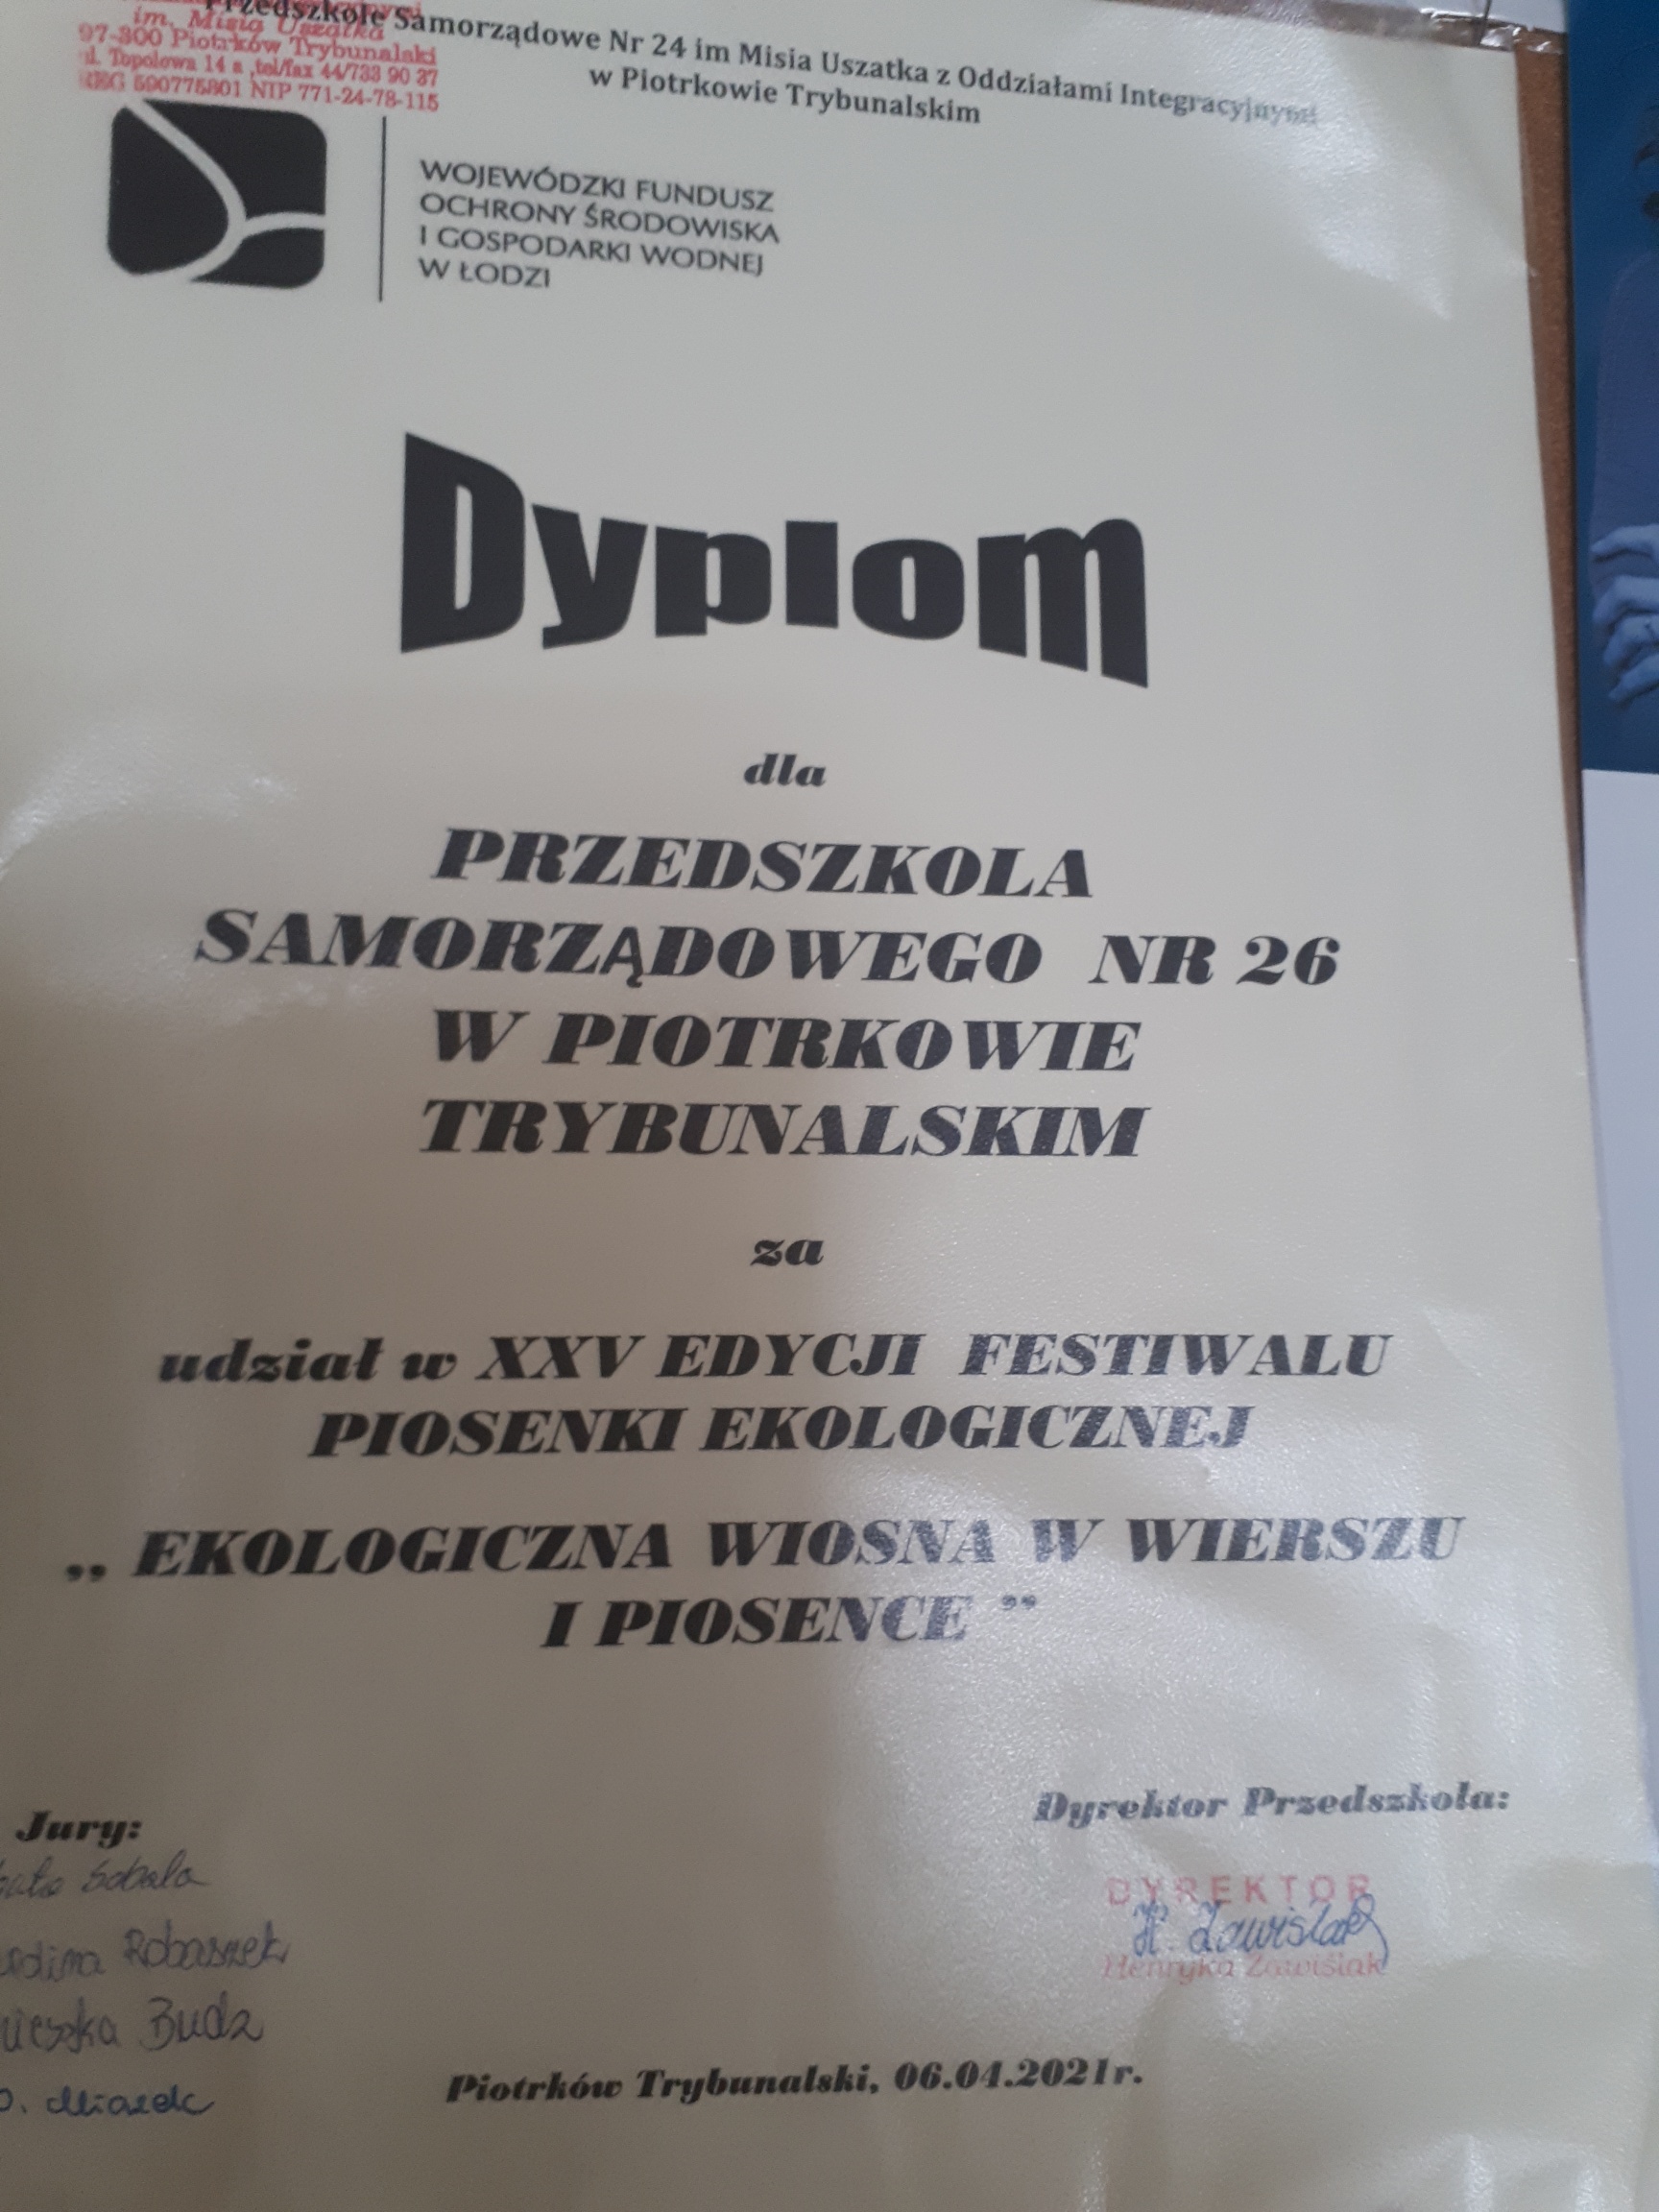 im. Misia Uszatka
97-300 Piotrków Trybunalski
ul. Topolowa 14 a ,tel/fax 44/733 90 37
590775801 NIP 771-24-78-115
Przedszkole Samorządowe Nr 24 im Misia Uszatka z Oddziałami Integracyjnymi
w Piotrkowie Trybunalskim
WOJEWÓDZKI FUNDUSZ
OCHRONY ŚRODOWISKA
I GOSPODARKI WODNEJ
W ŁODZI
Dyplom
dla
PRZEDSZKOLA
SAMORZĄDOWEGO NR 26
W PIOTRKOWIE
TRYBUNALSKIM
za
udział w XXV EDYCJI FESTIWALU
PIOSENKI EKOLOGICZNEJ
„ EKOLOGICZNA WIOSNA W WIERSZU
I PIOSENCE ”
Jury:
Sobala
Robaszek
Budz
Dyrektor Przedszkola:
DYREKTOR
H. Zawiślak
Henryka Zawiślak
Piotrków Trybunalski, 06.04.2021r.